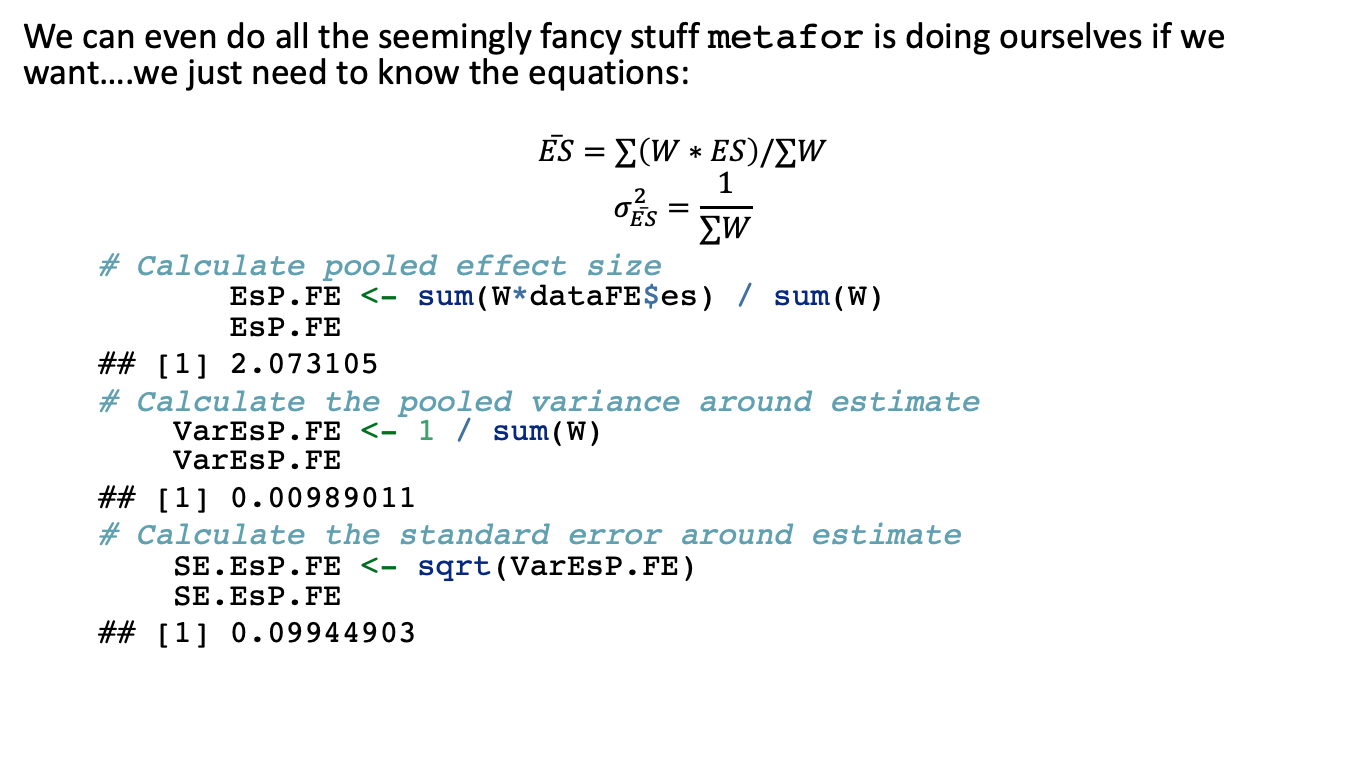 We can even do all the seemingly fancy stuff metafor is doing ourselves if we
want....we just need to know the equations:
ES̄ = ∑(W * ES)/∑W
σ²_ES̄ = 1/∑W
# Calculate pooled effect size
EsP.FE <- sum(W*dataFE$es) / sum(W)
EsP.FE
## [1] 2.073105
# Calculate the pooled variance around estimate
VarEsP.FE <- 1 / sum(W)
VarEsP.FE
## [1] 0.00989011
# Calculate the standard error around estimate
SE.EsP.FE <- sqrt(VarEsP.FE)
SE.EsP.FE
## [1] 0.09944903